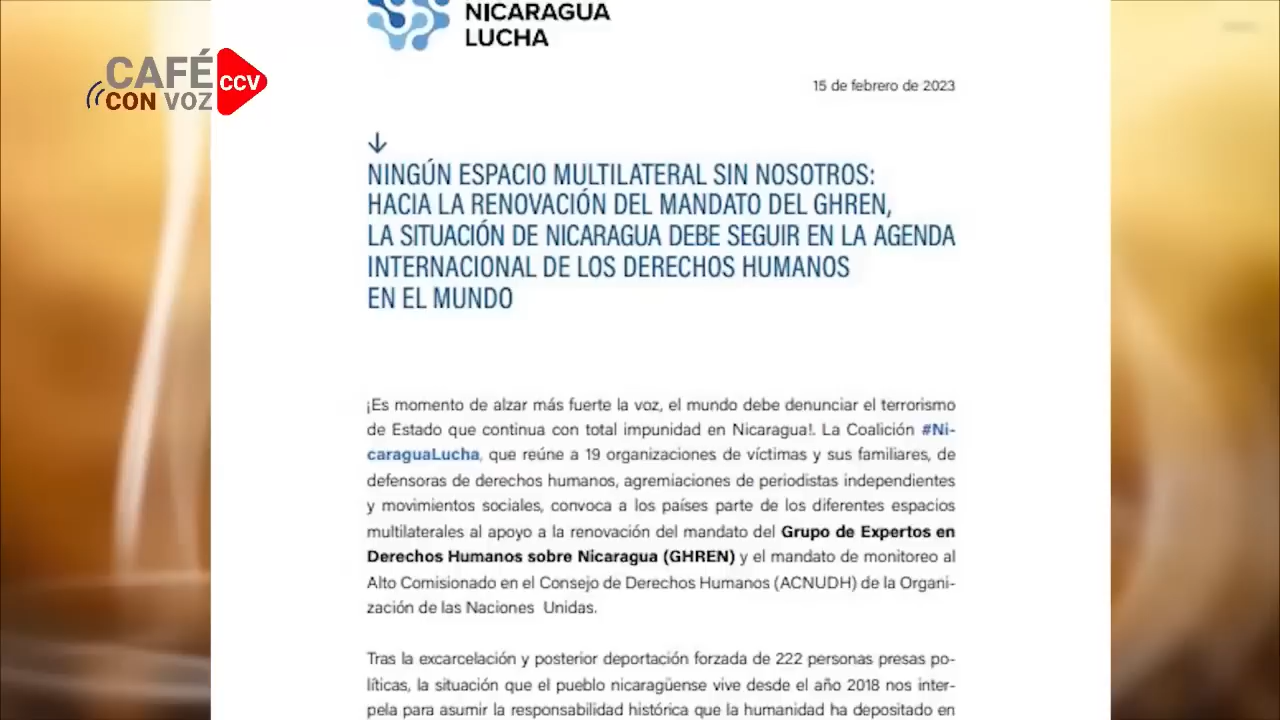 NICARAGUA
LUCHA
CAFÉ
CON VOZ
CCV
15 de febrero de 2023
NINGÚN ESPACIO MULTILATERAL SIN NOSOTROS:
HACIA LA RENOVACIÓN DEL MANDATO DEL GHREN,
LA SITUACIÓN DE NICARAGUA DEBE SEGUIR EN LA AGENDA
INTERNACIONAL DE LOS DERECHOS HUMANOS
EN EL MUNDO
¡Es momento de alzar más fuerte la voz, el mundo debe denunciar el terrorismo
de Estado que continua con total impunidad en Nicaragua!. La Coalición #Ni-
caraguaLucha, que reúne a 19 organizaciones de víctimas y sus familiares, de
defensoras de derechos humanos, agremiaciones de periodistas independientes
y movimientos sociales, convoca a los países parte de los diferentes espacios
multilaterales al apoyo a la renovación del mandato del Grupo de Expertos en
Derechos Humanos sobre Nicaragua (GHREN) y el mandato de monitoreo al
Alto Comisionado en el Consejo de Derechos Humanos (ACNUDH) de la Organi-
zación de las Naciones Unidas.
Tras la excarcelación y posterior deportación forzada de 222 personas presas po-
líticas, la situación que el pueblo nicaragüense vive desde el año 2018 nos inter-
pela para asumir la responsabilidad histórica que la humanidad ha depositado en